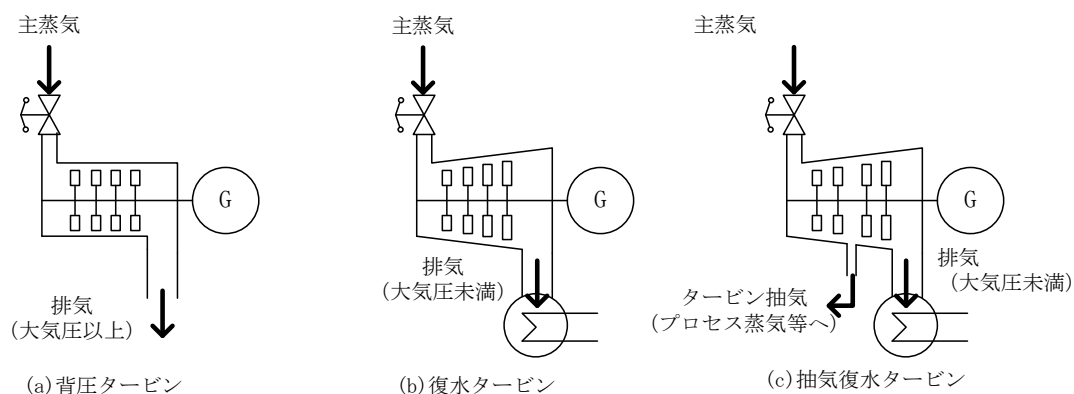 主蒸気
G
排気
(大気圧以上)
(a)背圧タービン
主蒸気
G
排気
(大気圧未満)
(b)復水タービン
主蒸気
G
排気
(大気圧未満)
タービン抽気
(プロセス蒸気等へ)
(c)抽気復水タービン